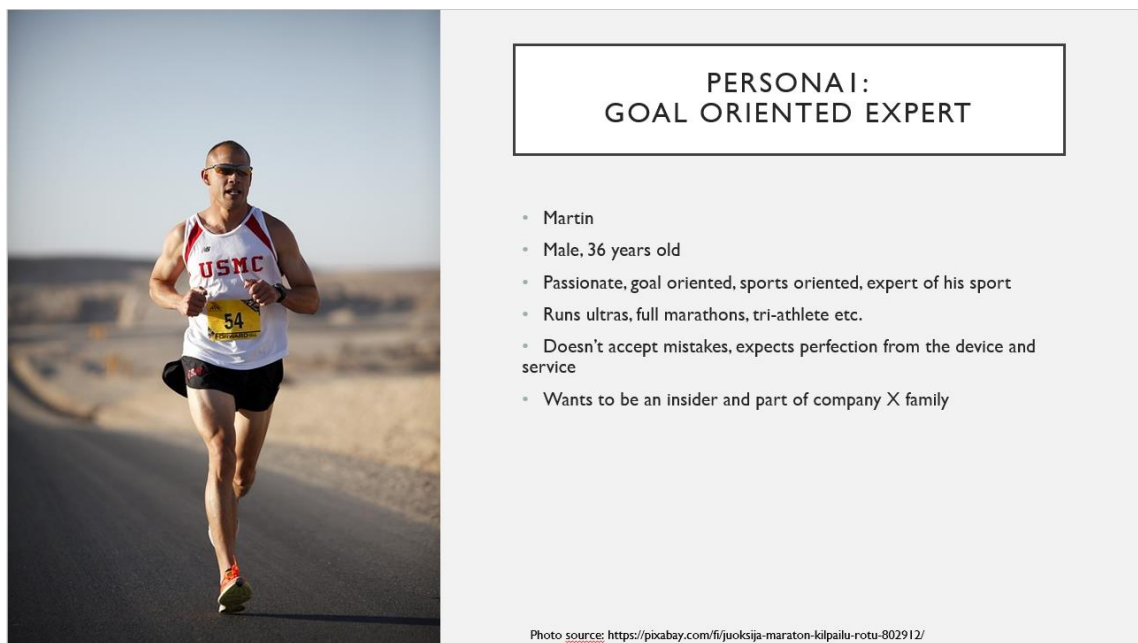 USMC
54
FORWARD
PERSONA1:
GOAL ORIENTED EXPERT
• Martin
• Male, 36 years old
• Passionate, goal oriented, sports oriented, expert of his sport
• Runs ultras, full marathons, tri-athlete etc.
• Doesn't accept mistakes, expects perfection from the device and
service
• Wants to be an insider and part of company X family
Photo source: https://pixabay.com/fi/juoksija-maraton-kilpailu-rotu-802912/